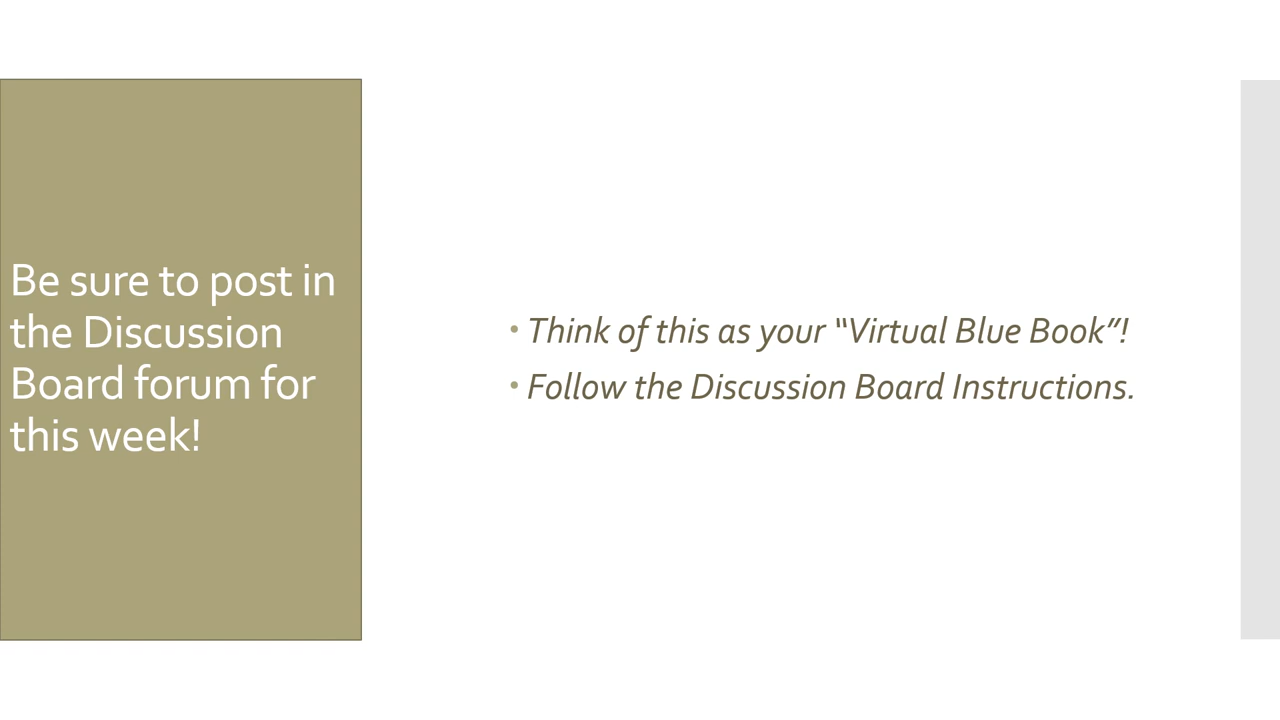 Be sure to post in
the Discussion
Board forum for
this week!
• Think of this as your “Virtual Blue Book”!
• Follow the Discussion Board Instructions.